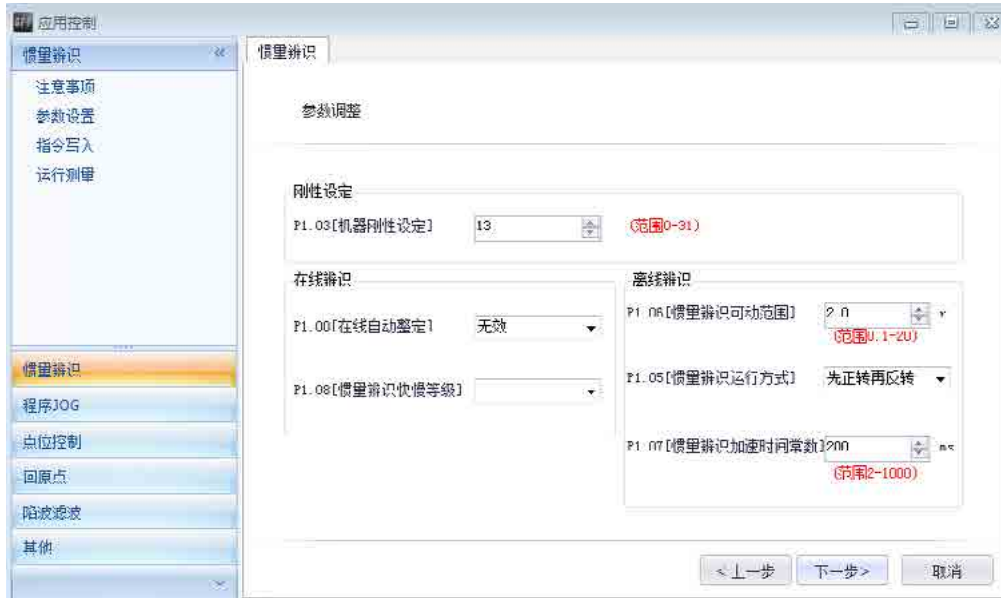 应用控制
惯量辨识
注意事项
参数设置
指令写入
运行测量
惯量辨识
程序JOG
点位控制
回原点
陷波滤波
其他
惯量辨识
参数调整
刚性设定
P1.03[机器刚性设定] 13 (范围0-31)
在线辨识
P1.00[在线自动整定] 无效
P1.08[惯量辨识快慢等级]
离线辨识
P1.06[惯量辨识可动范围] 2.0 r
(范围0.1-20)
P1.05[惯量辨识运行方式] 先正转再反转
P1.07[惯量辨识加速时间常数] 200 ms
(范围2-1000)
<上一步 下一步> 取消